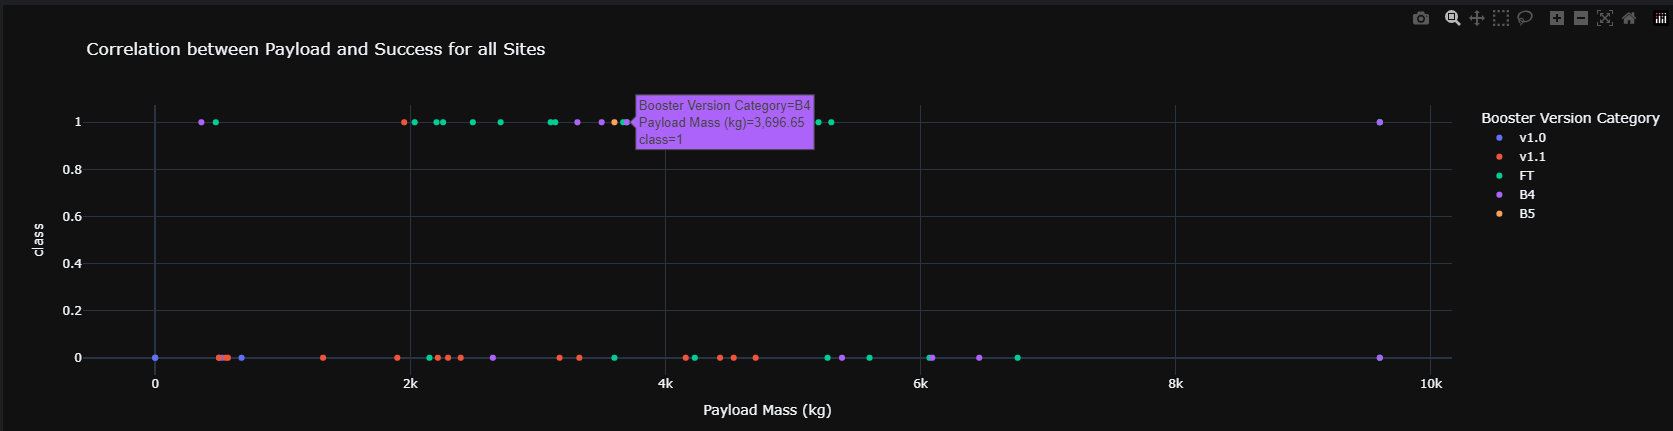 Correlation between Payload and Success for all Sites
Booster Version Category=B4
Payload Mass (kg)=3,696.65
class=1
1
0.8
0.6
0.4
0.2
0
class
0 2k 4k 6k 8k 10k
Payload Mass (kg)
Booster Version Category
v1.0
v1.1
FT
B4
B5